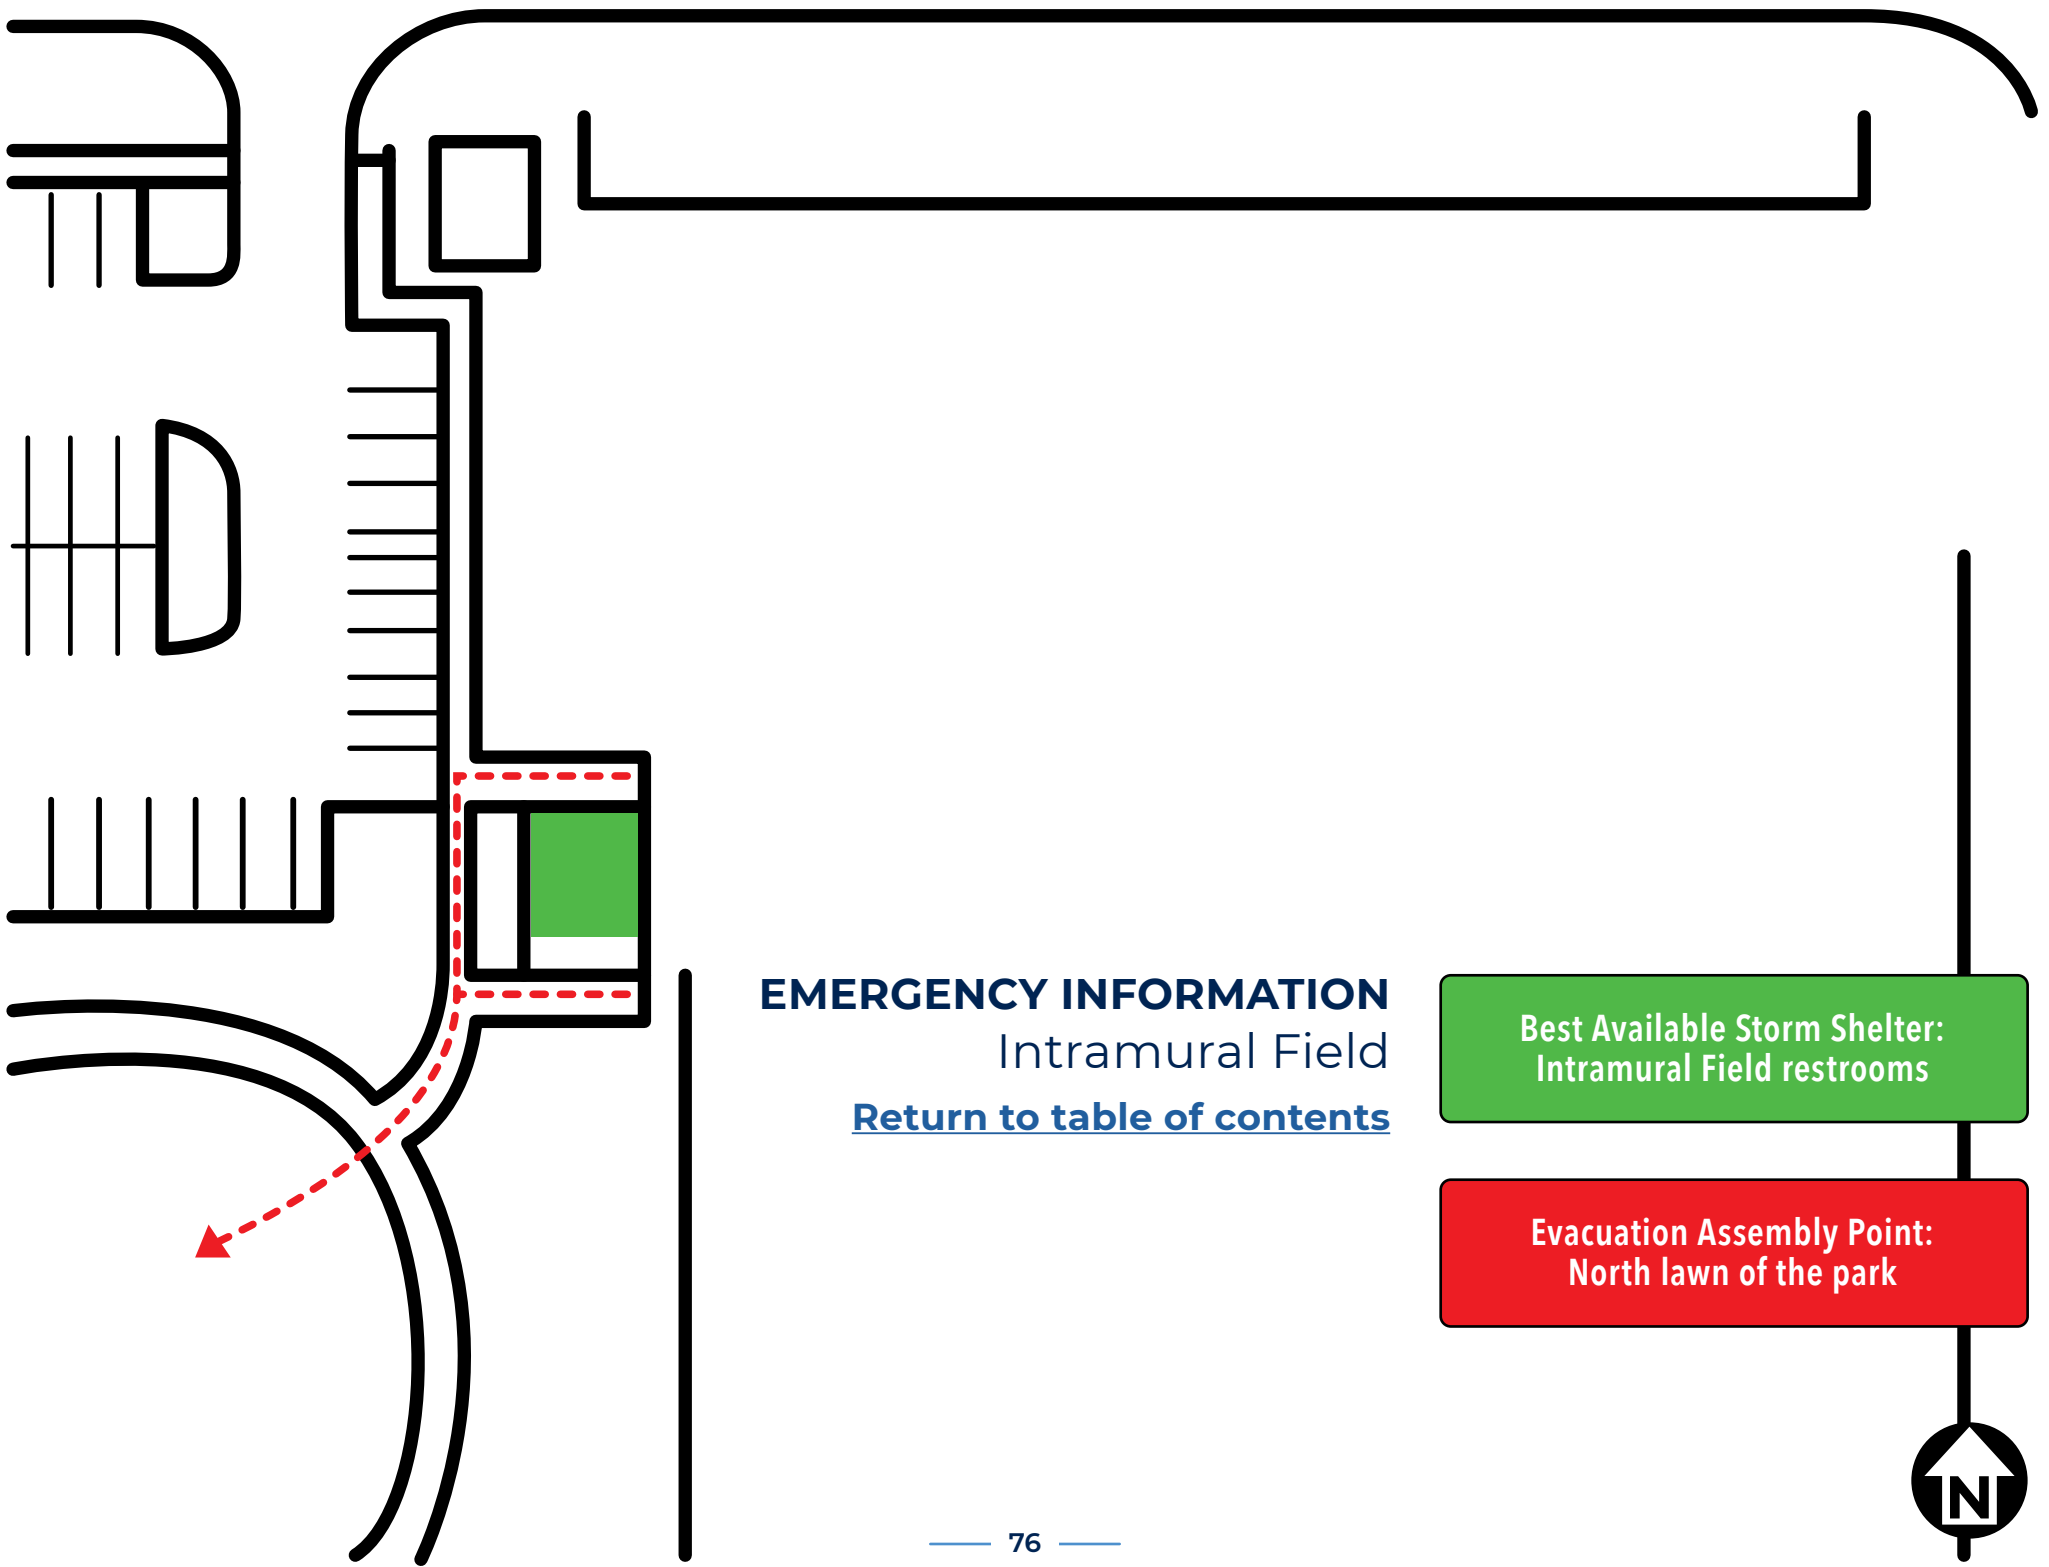 EMERGENCY INFORMATION
Intramural Field
Return to table of contents
Best Available Storm Shelter:
Intramural Field restrooms
Evacuation Assembly Point:
North lawn of the park
N
76